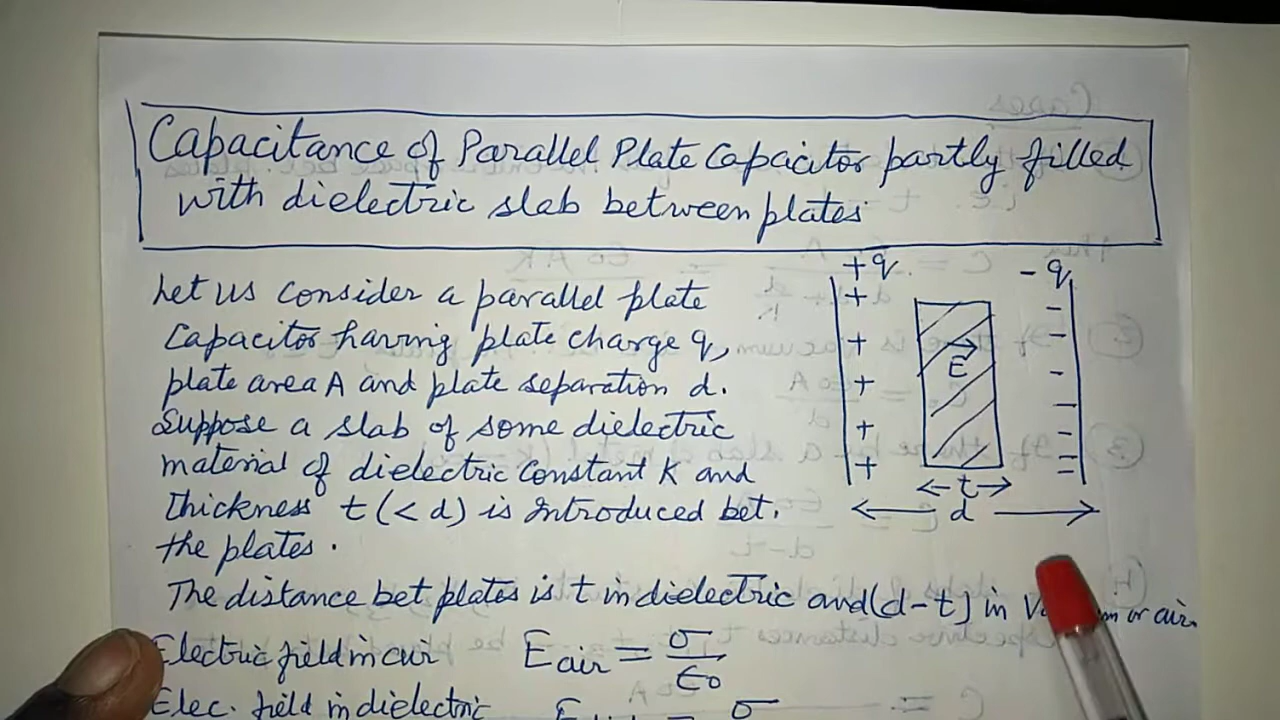 Capacitance of Parallel Plate Capacitor partly filled
with dielectric slab between plates
Let us consider a parallel plate
Capacitor having plate charge q,
plate area A and plate separation d.
Suppose a slab of some dielectric
material of dielectric constant K and
thickness t (< d) is introduced bet.
the plates.
+q -q
+ -
+ -
+ -
+ -
+ -
E
t
d
The distance bet plates is t in dielectric and (d-t) in or air.
Electric field in air E air = σ / ε0
Elec. field in dielectric σ